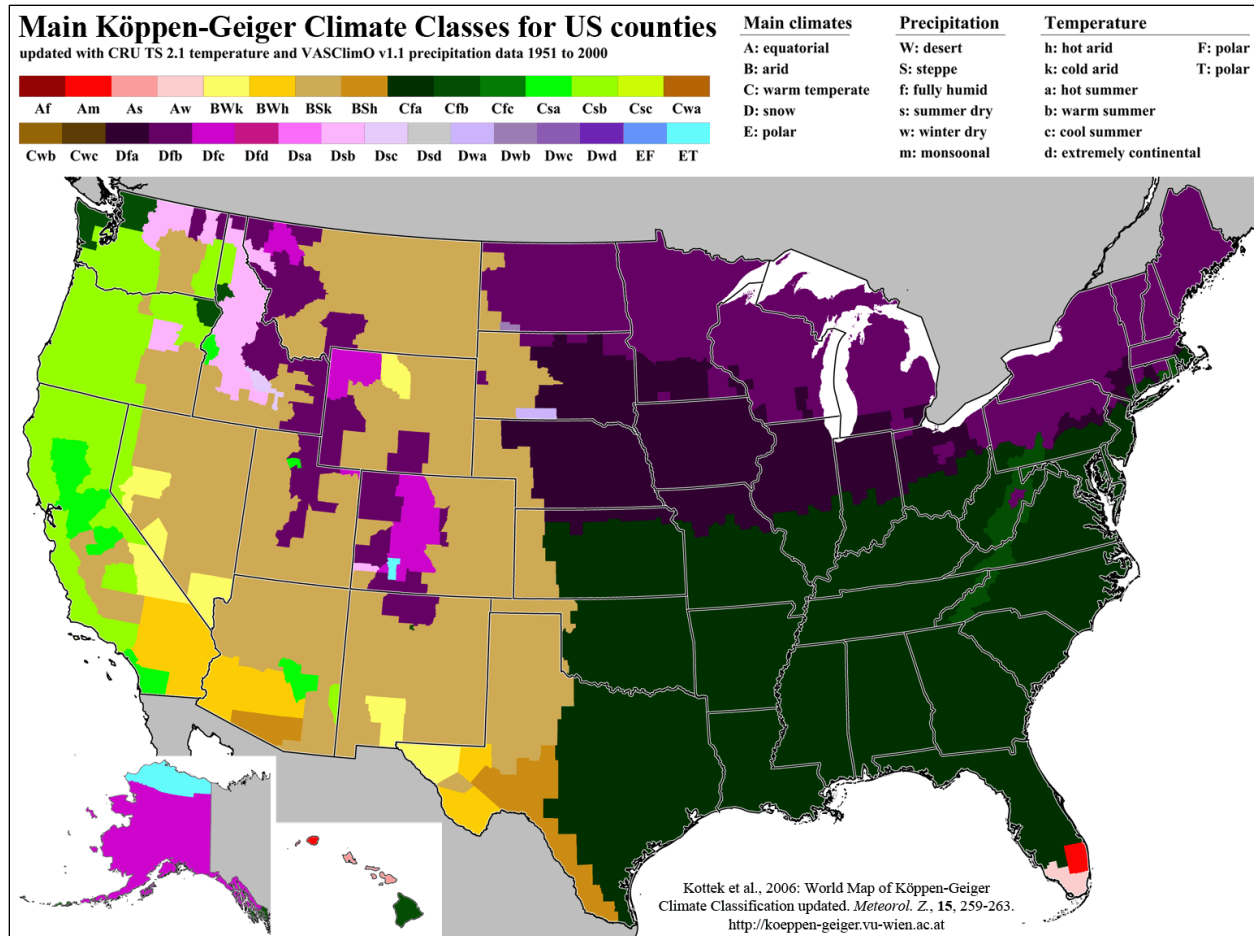 Main Köppen-Geiger Climate Classes for US counties
updated with CRU TS 2.1 temperature and VASClimO v1.1 precipitation data 1951 to 2000
Af Am As Aw BWk BWh BSk BSh Cfa Cfb Cfc Csa Csb Csc Cwa
Cwb Cwc Dfa Dfb Dfc Dfd Dsa Dsb Dsc Dsd Dwa Dwb Dwc Dwd EF ET
Main climates
A: equatorial
B: arid
C: warm temperate
D: snow
E: polar
Precipitation
W: desert
S: steppe
f: fully humid
s: summer dry
w: winter dry
m: monsoonal
Temperature
h: hot arid F: polar
k: cold arid T: polar
a: hot summer
b: warm summer
c: cool summer
d: extremely continental
Kottek et al., 2006: World Map of Köppen-Geiger
Climate Classification updated. Meteorol. Z., 15, 259-263.
http://koeppen-geiger.vu-wien.ac.at